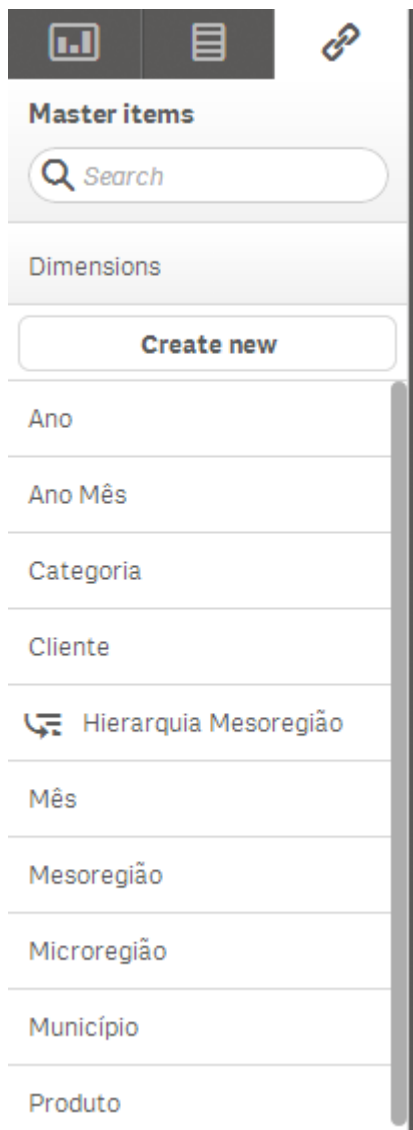 Master items
Search
Dimensions
Create new
Ano
Ano Mês
Categoria
Cliente
Hierarquia Mesoregião
Mês
Mesoregião
Microregião
Município
Produto